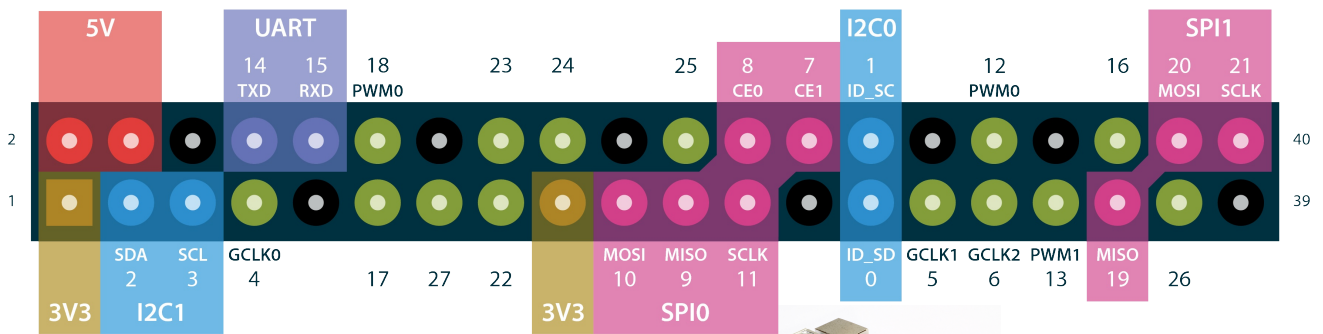 5V UART I2C0 SPI1
14 15 18 23 24 25 8 7 1 12 16 20 21
TXD RXD PWM0 CE0 CE1 ID_SC PWM0 MOSI SCLK
2 40
1 39
SDA SCL GCLK0 MOSI MISO SCLK ID_SD GCLK1 GCLK2 PWM1 MISO
2 3 4 17 27 22 10 9 11 0 5 6 13 19 26
3V3 I2C1 3V3 SPI0